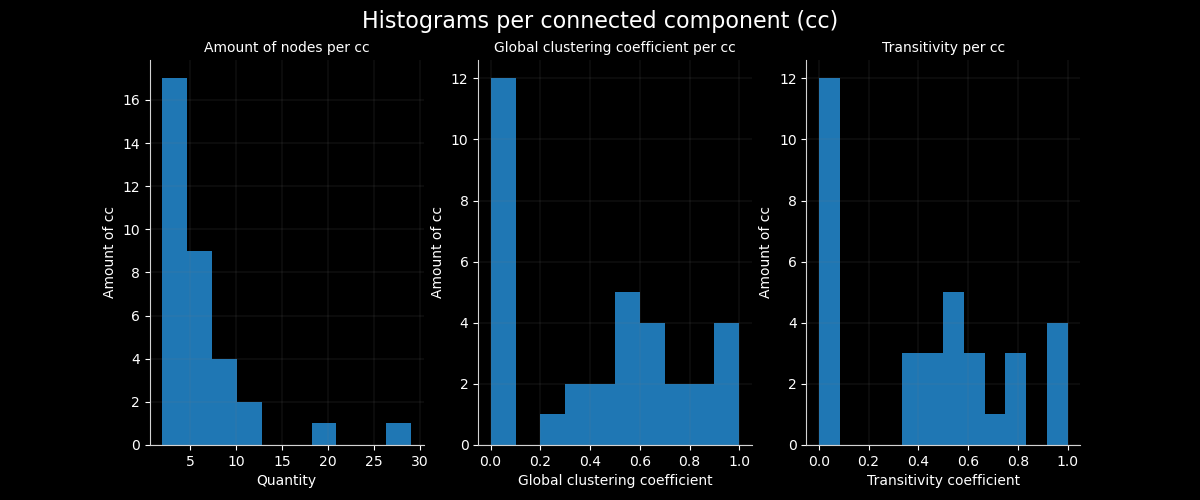 Histograms per connected component (cc)
Amount of nodes per cc
Amount of cc
16
14
12
10
8
6
4
2
0
5 10 15 20 25 30
Quantity
Global clustering coefficient per cc
Amount of cc
12
10
8
6
4
2
0
0.0 0.2 0.4 0.6 0.8 1.0
Global clustering coefficient
Transitivity per cc
Amount of cc
12
10
8
6
4
2
0
0.0 0.2 0.4 0.6 0.8 1.0
Transitivity coefficient